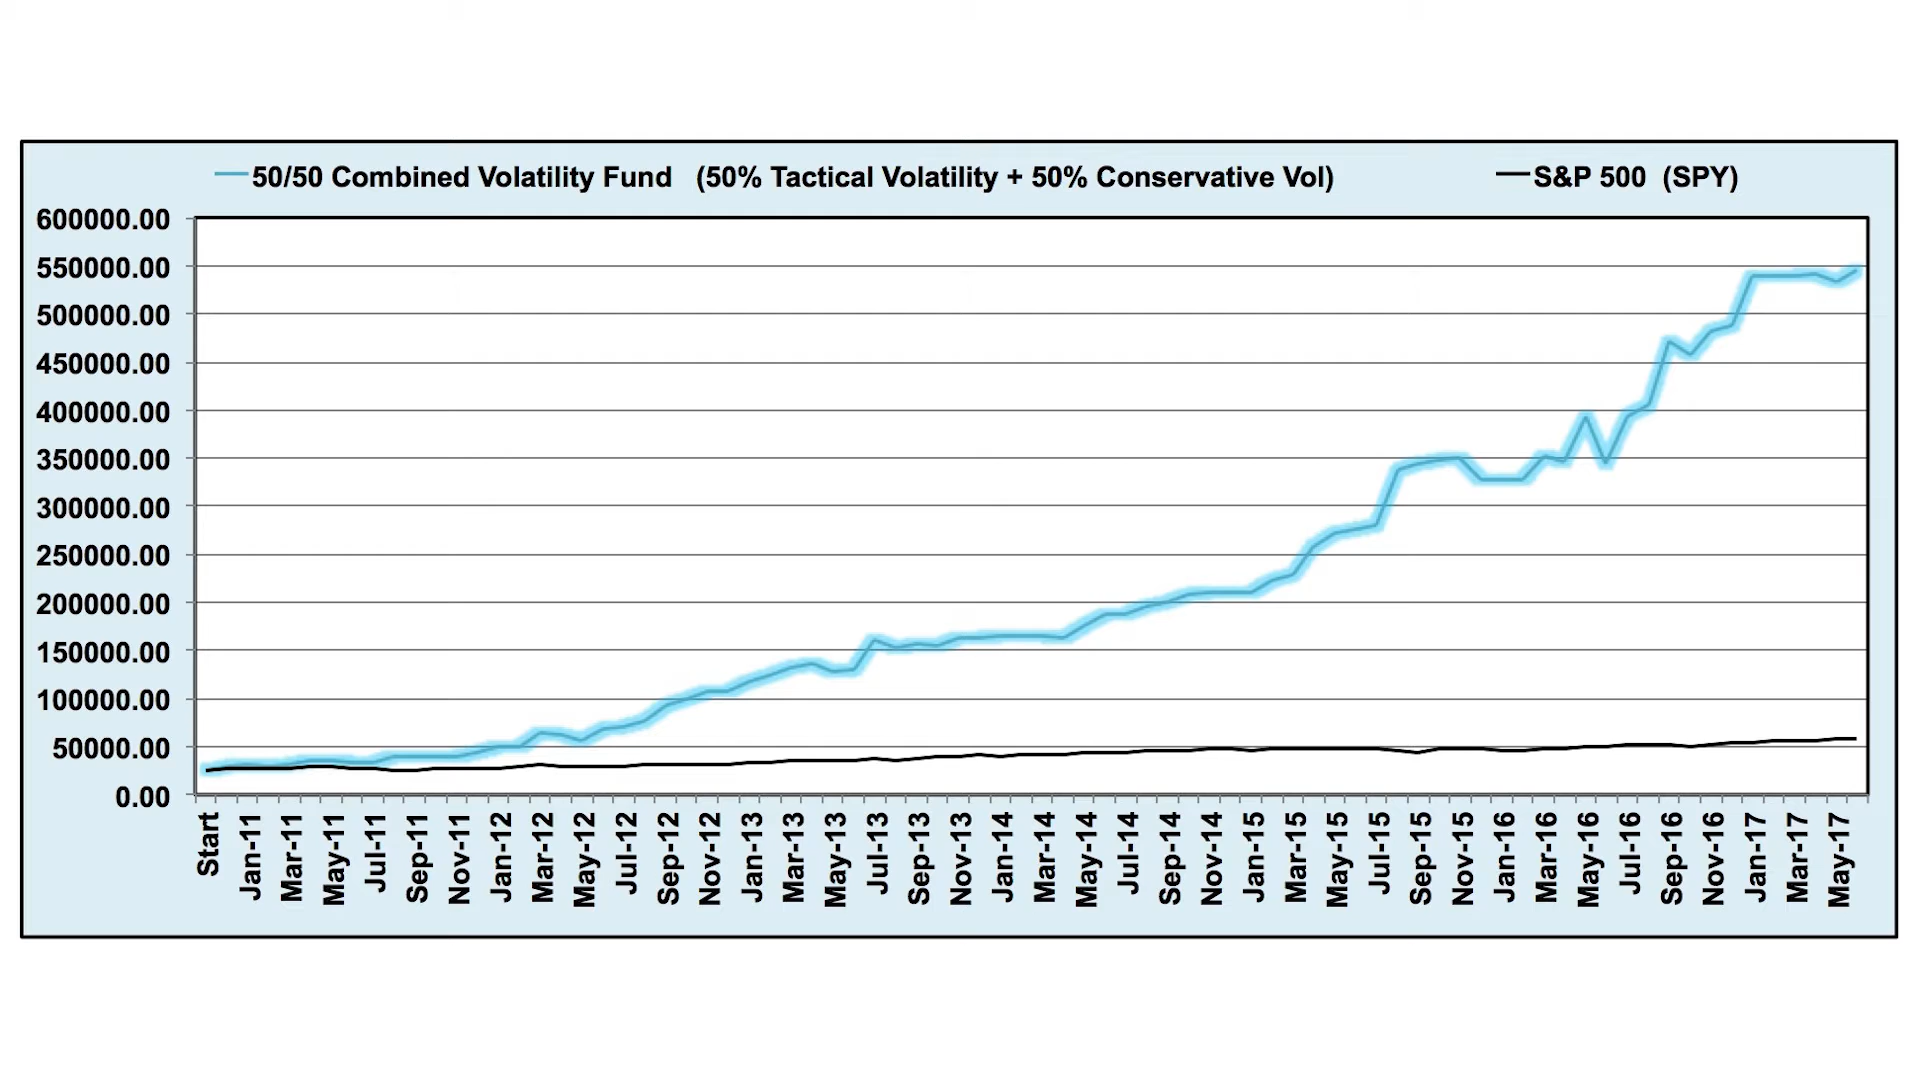 50/50 Combined Volatility Fund (50% Tactical Volatility + 50% Conservative Vol) S&P 500 (SPY)
600000.00
550000.00
500000.00
450000.00
400000.00
350000.00
300000.00
250000.00
200000.00
150000.00
100000.00
50000.00
0.00
Start
Jan-11
Mar-11
May-11
Jul-11
Sep-11
Nov-11
Jan-12
Mar-12
May-12
Jul-12
Sep-12
Nov-12
Jan-13
Mar-13
May-13
Jul-13
Sep-13
Nov-13
Jan-14
Mar-14
May-14
Jul-14
Sep-14
Nov-14
Jan-15
Mar-15
May-15
Jul-15
Sep-15
Nov-15
Jan-16
Mar-16
May-16
Jul-16
Sep-16
Nov-16
Jan-17
Mar-17
May-17